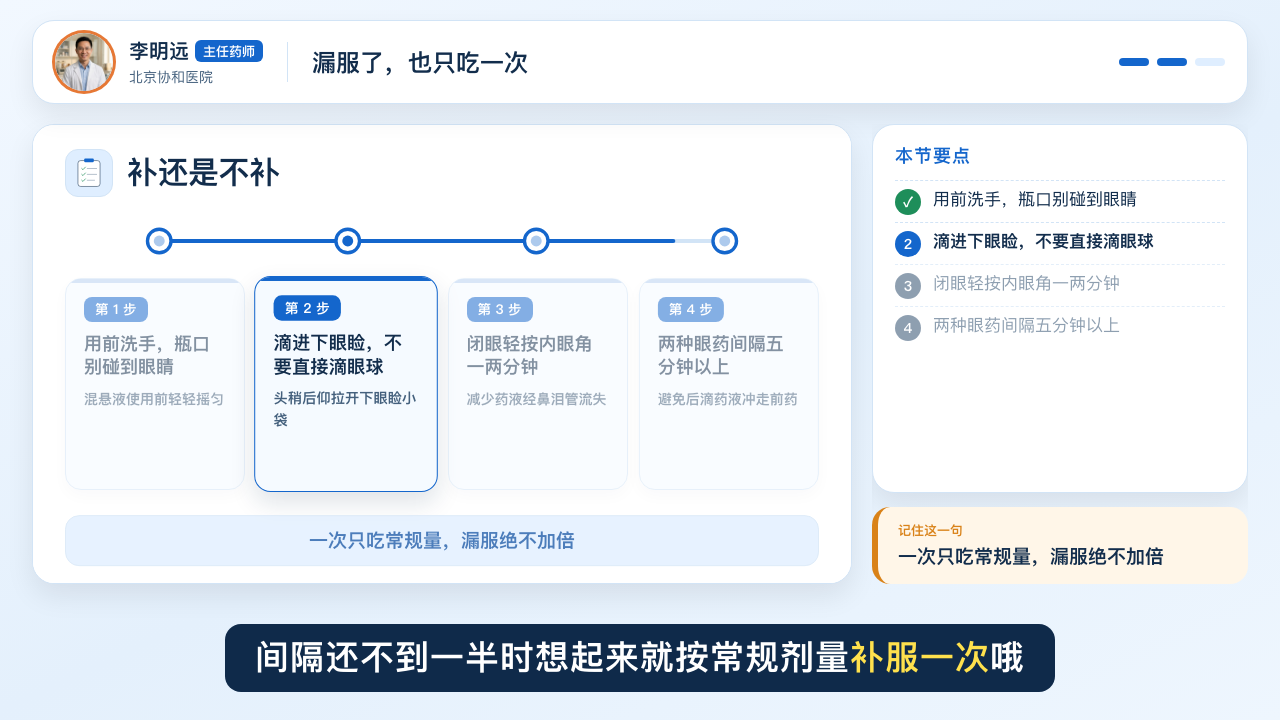 李明远 主任药师
北京协和医院
漏服了，也只吃一次
补还是不补
第 1 步
用前洗手，瓶口
别碰到眼睛
混悬液使用前轻轻摇匀
第 2 步
滴进下眼睑，不
要直接滴眼球
头稍后仰拉开下眼睑小
袋
第 3 步
闭眼轻按内眼角
一两分钟
减少药液经鼻泪管流失
第 4 步
两种眼药间隔五
分钟以上
避免后滴药液冲走前药
一次只吃常规量，漏服绝不加倍
本节要点
✓ 用前洗手，瓶口别碰到眼睛
2 滴进下眼睑，不要直接滴眼球
3 闭眼轻按内眼角一两分钟
4 两种眼药间隔五分钟以上
记住这一句
一次只吃常规量，漏服绝不加倍
间隔还不到一半时想起来就按常规剂量补服一次哦